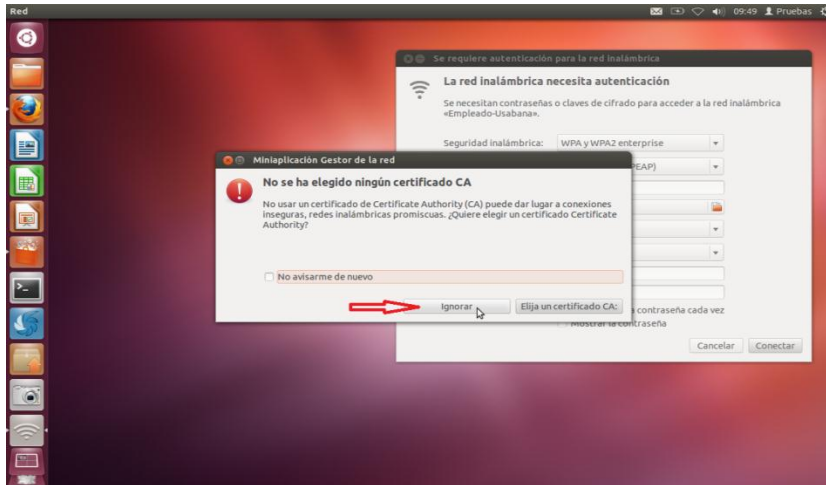 Red
09:49 Pruebas
Se requiere autenticación para la red inalámbrica
La red inalámbrica necesita autenticación
Se necesitan contraseñas o claves de cifrado para acceder a la red inalámbrica
«Empleado-Usabana».
Seguridad inalámbrica: WPA y WPA2 enterprise
PEAP)
Miniaplicación Gestor de la red
No se ha elegido ningún certificado CA
No usar un certificado de Certificate Authority (CA) puede dar lugar a conexiones
inseguras, redes inalámbricas promiscuas. ¿Quiere elegir un certificado Certificate
Authority?
No avisarme de nuevo
Ignorar Elija un certificado CA:
contraseña cada vez
Mostrar la contraseña
Cancelar Conectar